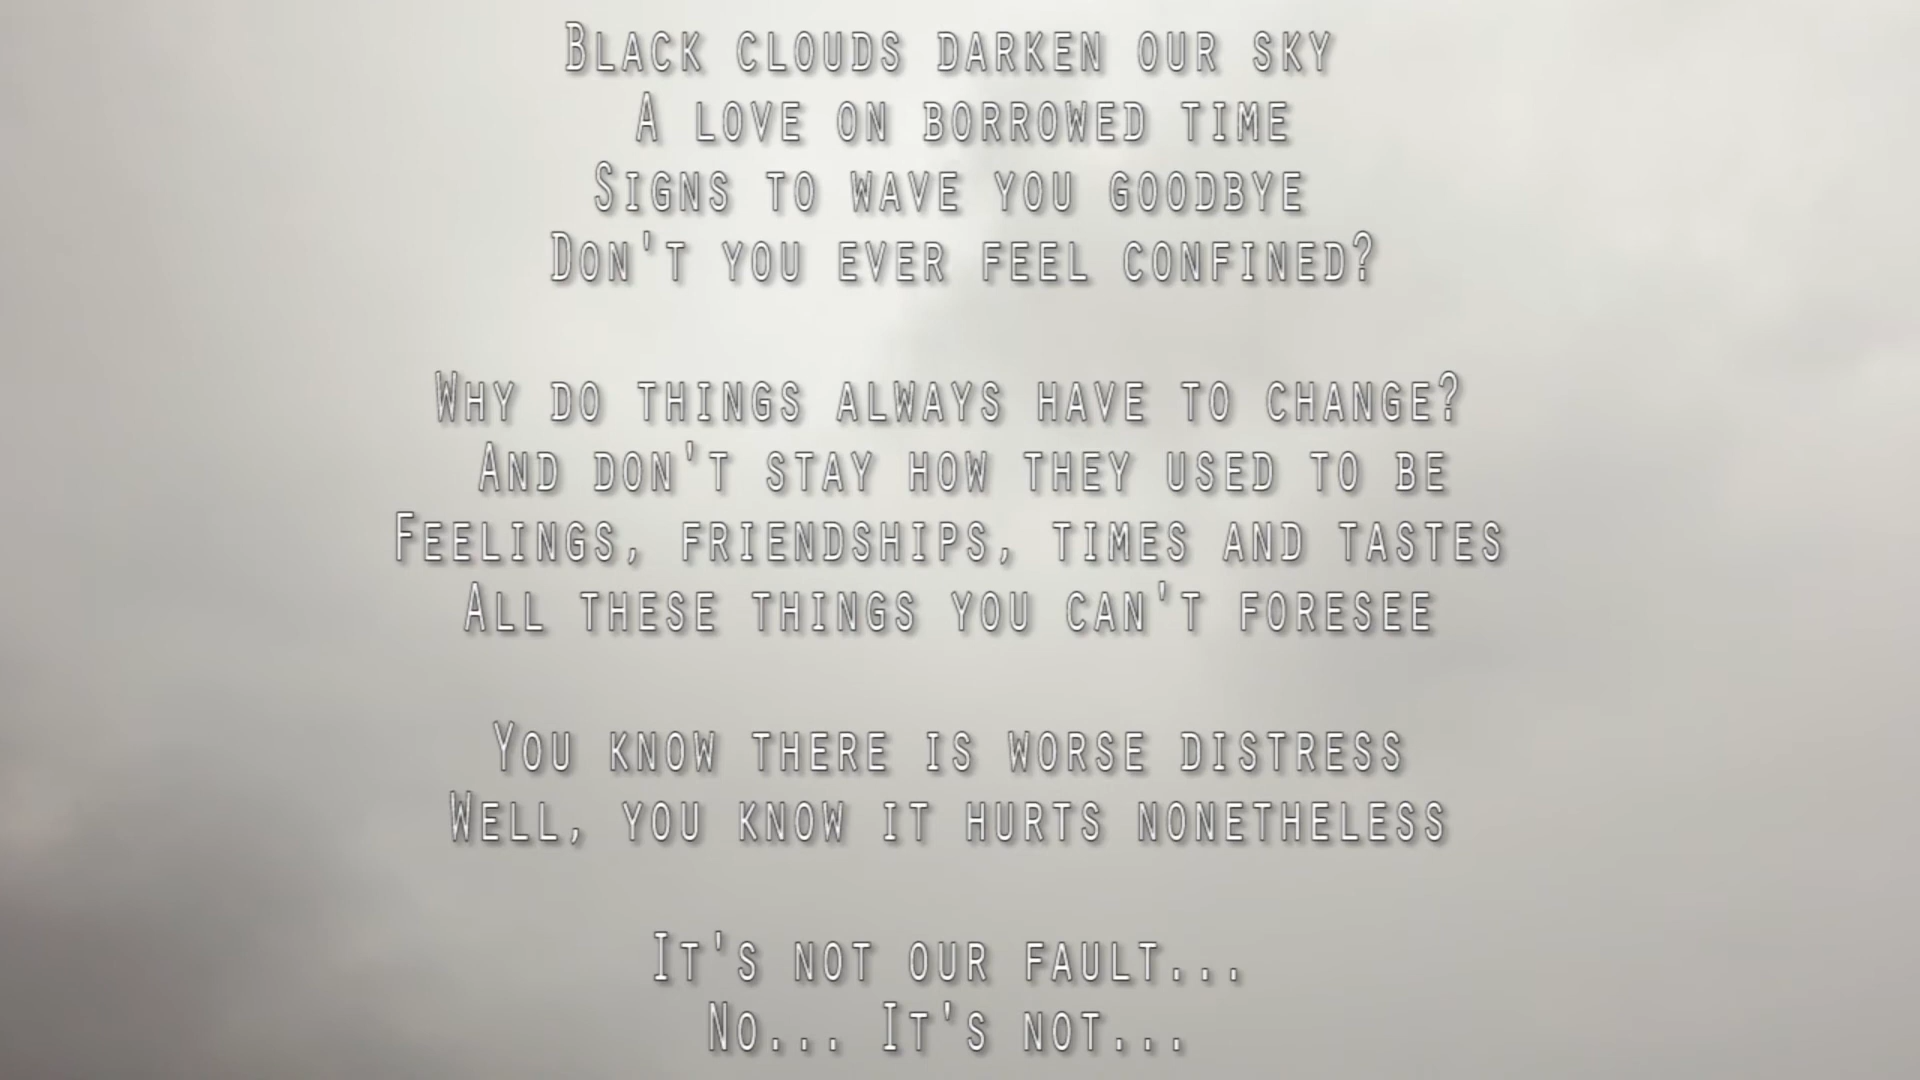 Black clouds darken our sky
A love on borrowed time
Signs to wave you goodbye
Don't you ever feel confined?
Why do things always have to change?
And don't stay how they used to be
Feelings, friendships, times and tastes
All these things you can't foresee
You know there is worse distress
Well, you know it hurts nonetheless
It's not our fault...
No... It's not...